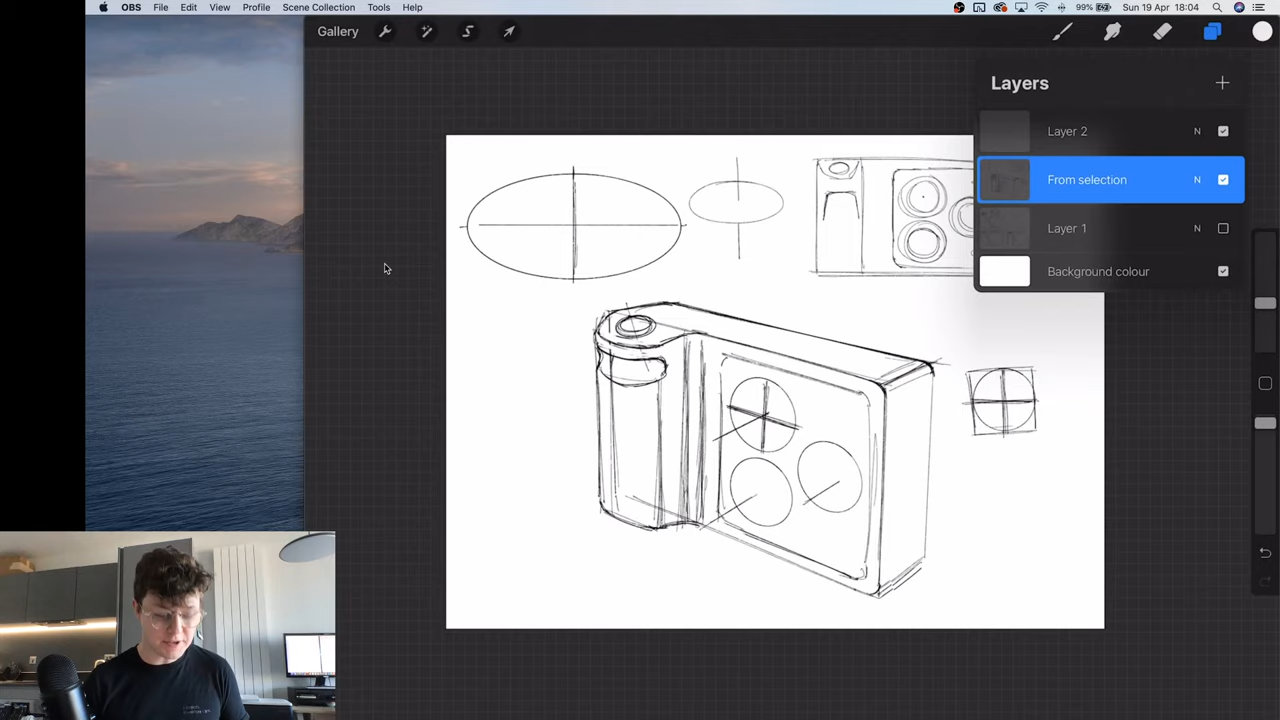 OBS File Edit View Profile Scene Collection Tools Help 99% Sun 19 Apr 18:04
Gallery
Layers
Layer 2 N
From selection N
Layer 1 N
Background colour